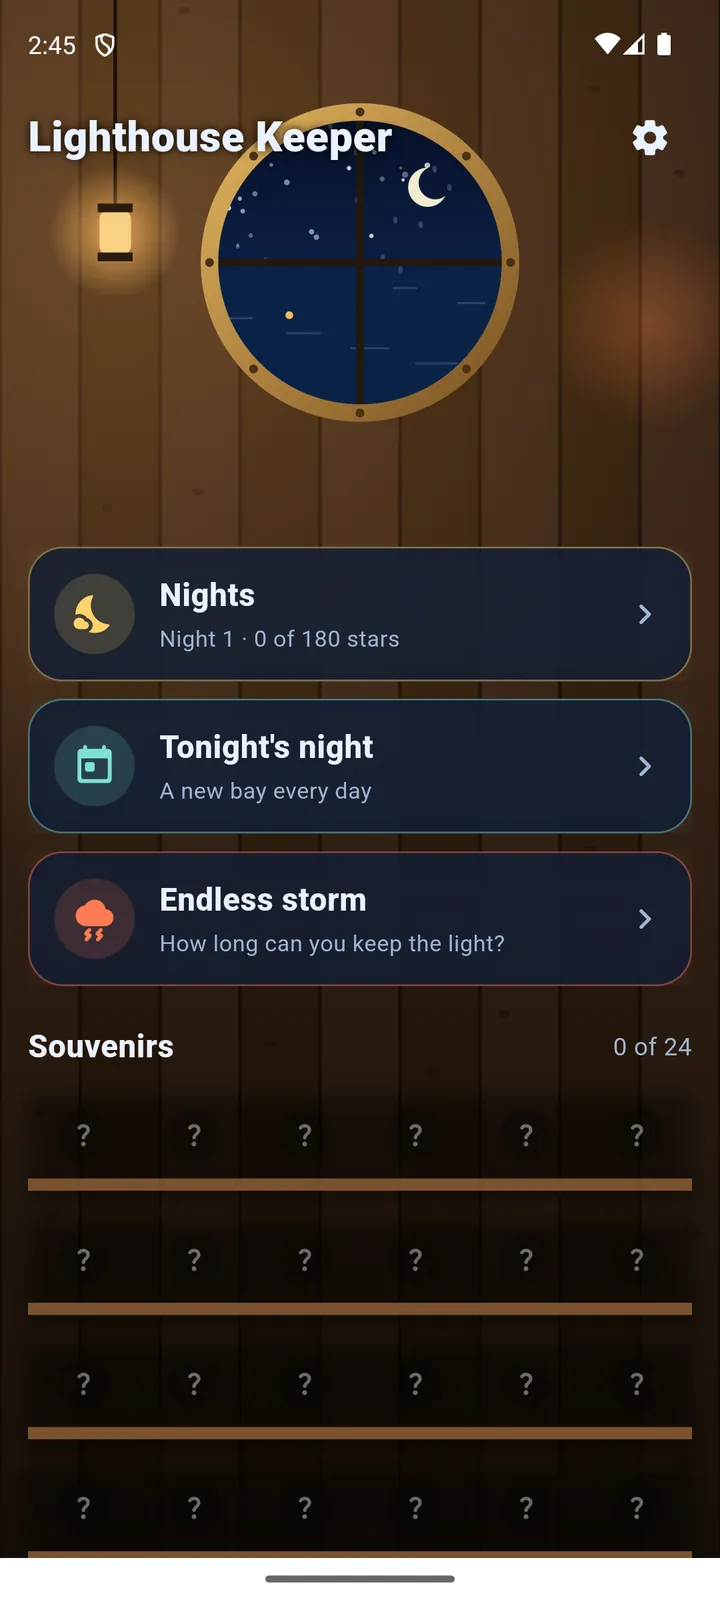 2:45
Lighthouse Keeper
Nights
Night 1 · 0 of 180 stars
Tonight's night
A new bay every day
Endless storm
How long can you keep the light?
Souvenirs
0 of 24
? ? ? ? ? ?
? ? ? ? ? ?
? ? ? ? ? ?
? ? ? ? ? ?